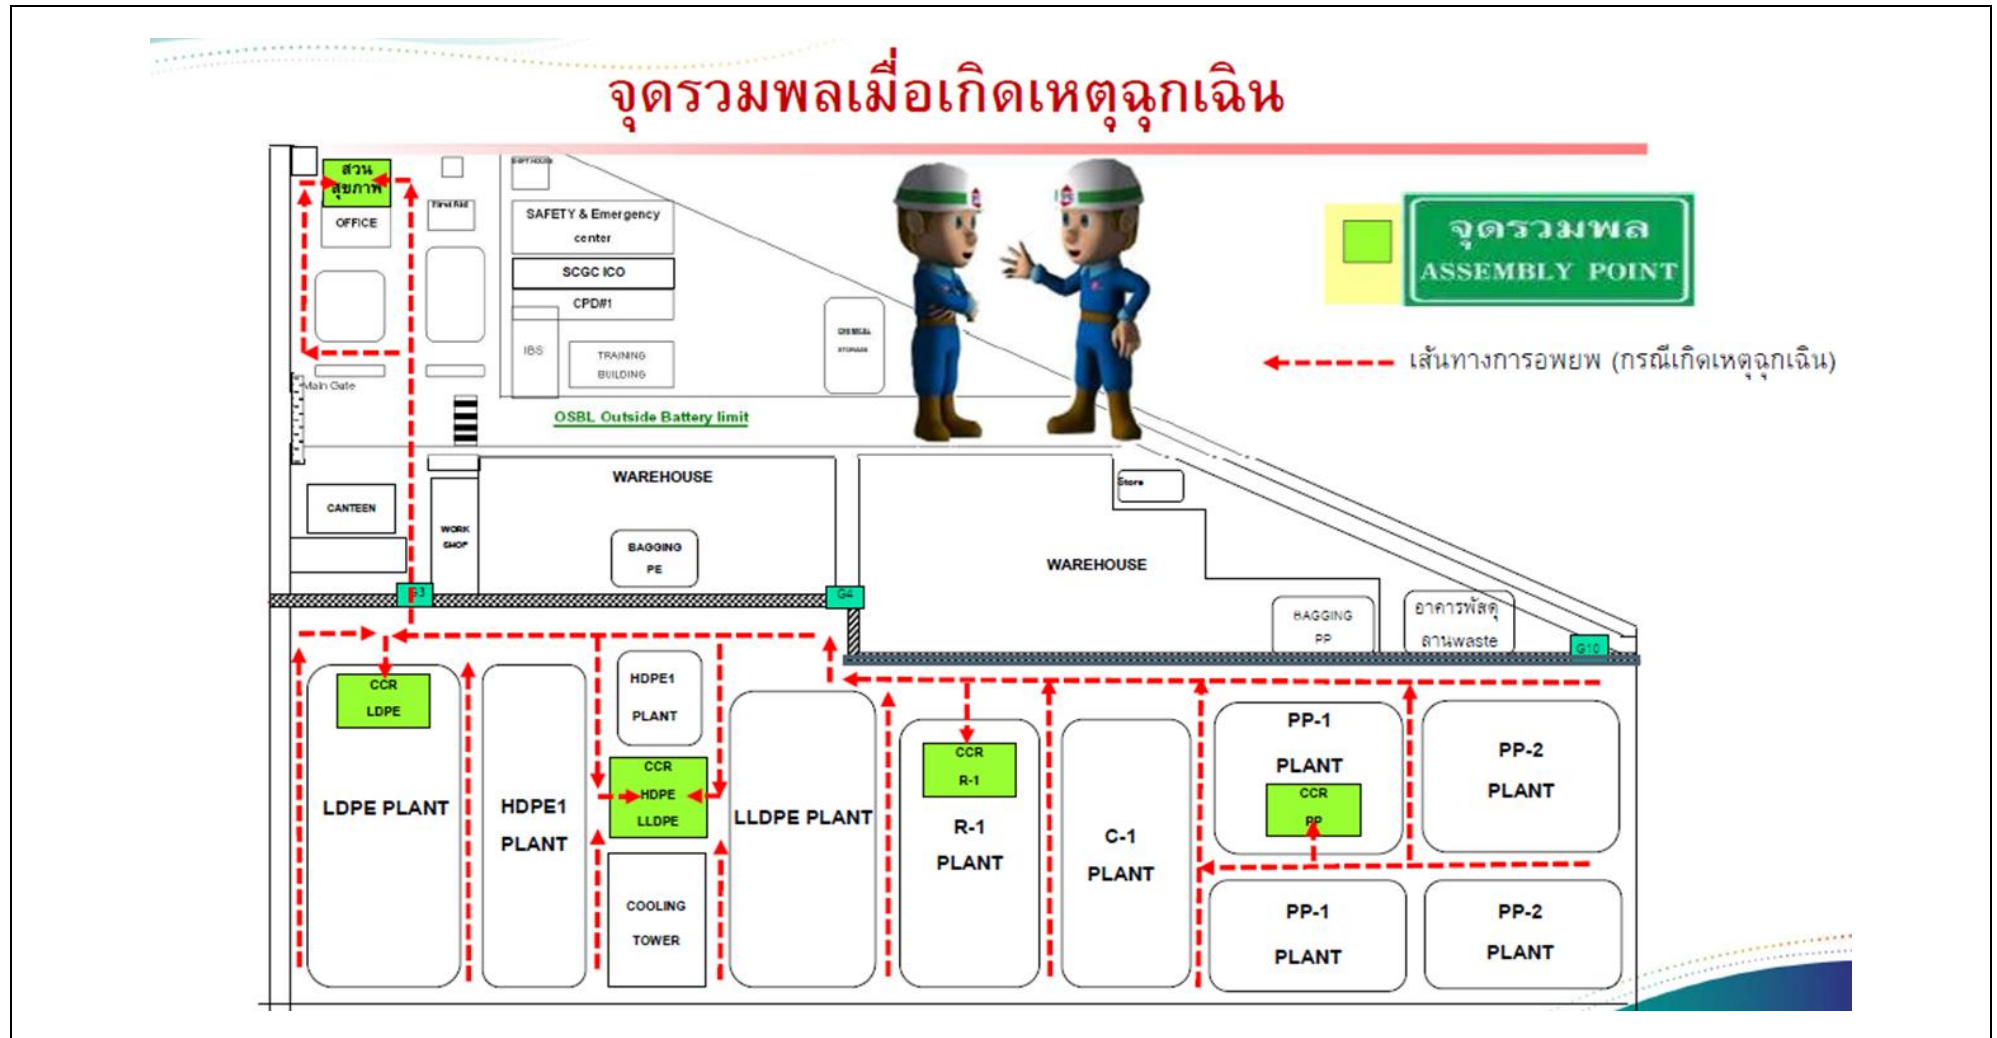 จุดรวมพลเมื่อเกิดเหตุฉุกเฉิน
สวน
สุขภาพ
OFFICE
First Aid
SAFETY & Emergency
center
SCGC ICO
CPD#1
IBS
TRAINING
BUILDING
CHEMICAL
STORAGE
จุดรวมพล
ASSEMBLY POINT
เส้นทางการอพยพ (กรณีเกิดเหตุฉุกเฉิน)
Main Gate
OSBL Outside Battery limit
CANTEEN
WORK
SHOP
WAREHOUSE
BAGGING
PE
Store
WAREHOUSE
BAGGING
PP
อาคารพัสดุ
ลานwaste
G3
G4
G10
CCR
LDPE
LDPE PLANT
HDPE1
PLANT
HDPE1
PLANT
CCR
HDPE
LLDPE
COOLING
TOWER
LLDPE PLANT
CCR
R-1
R-1
PLANT
C-1
PLANT
PP-1
PLANT
CCR
PP
PP-2
PLANT
PP-1
PLANT
PP-2
PLANT